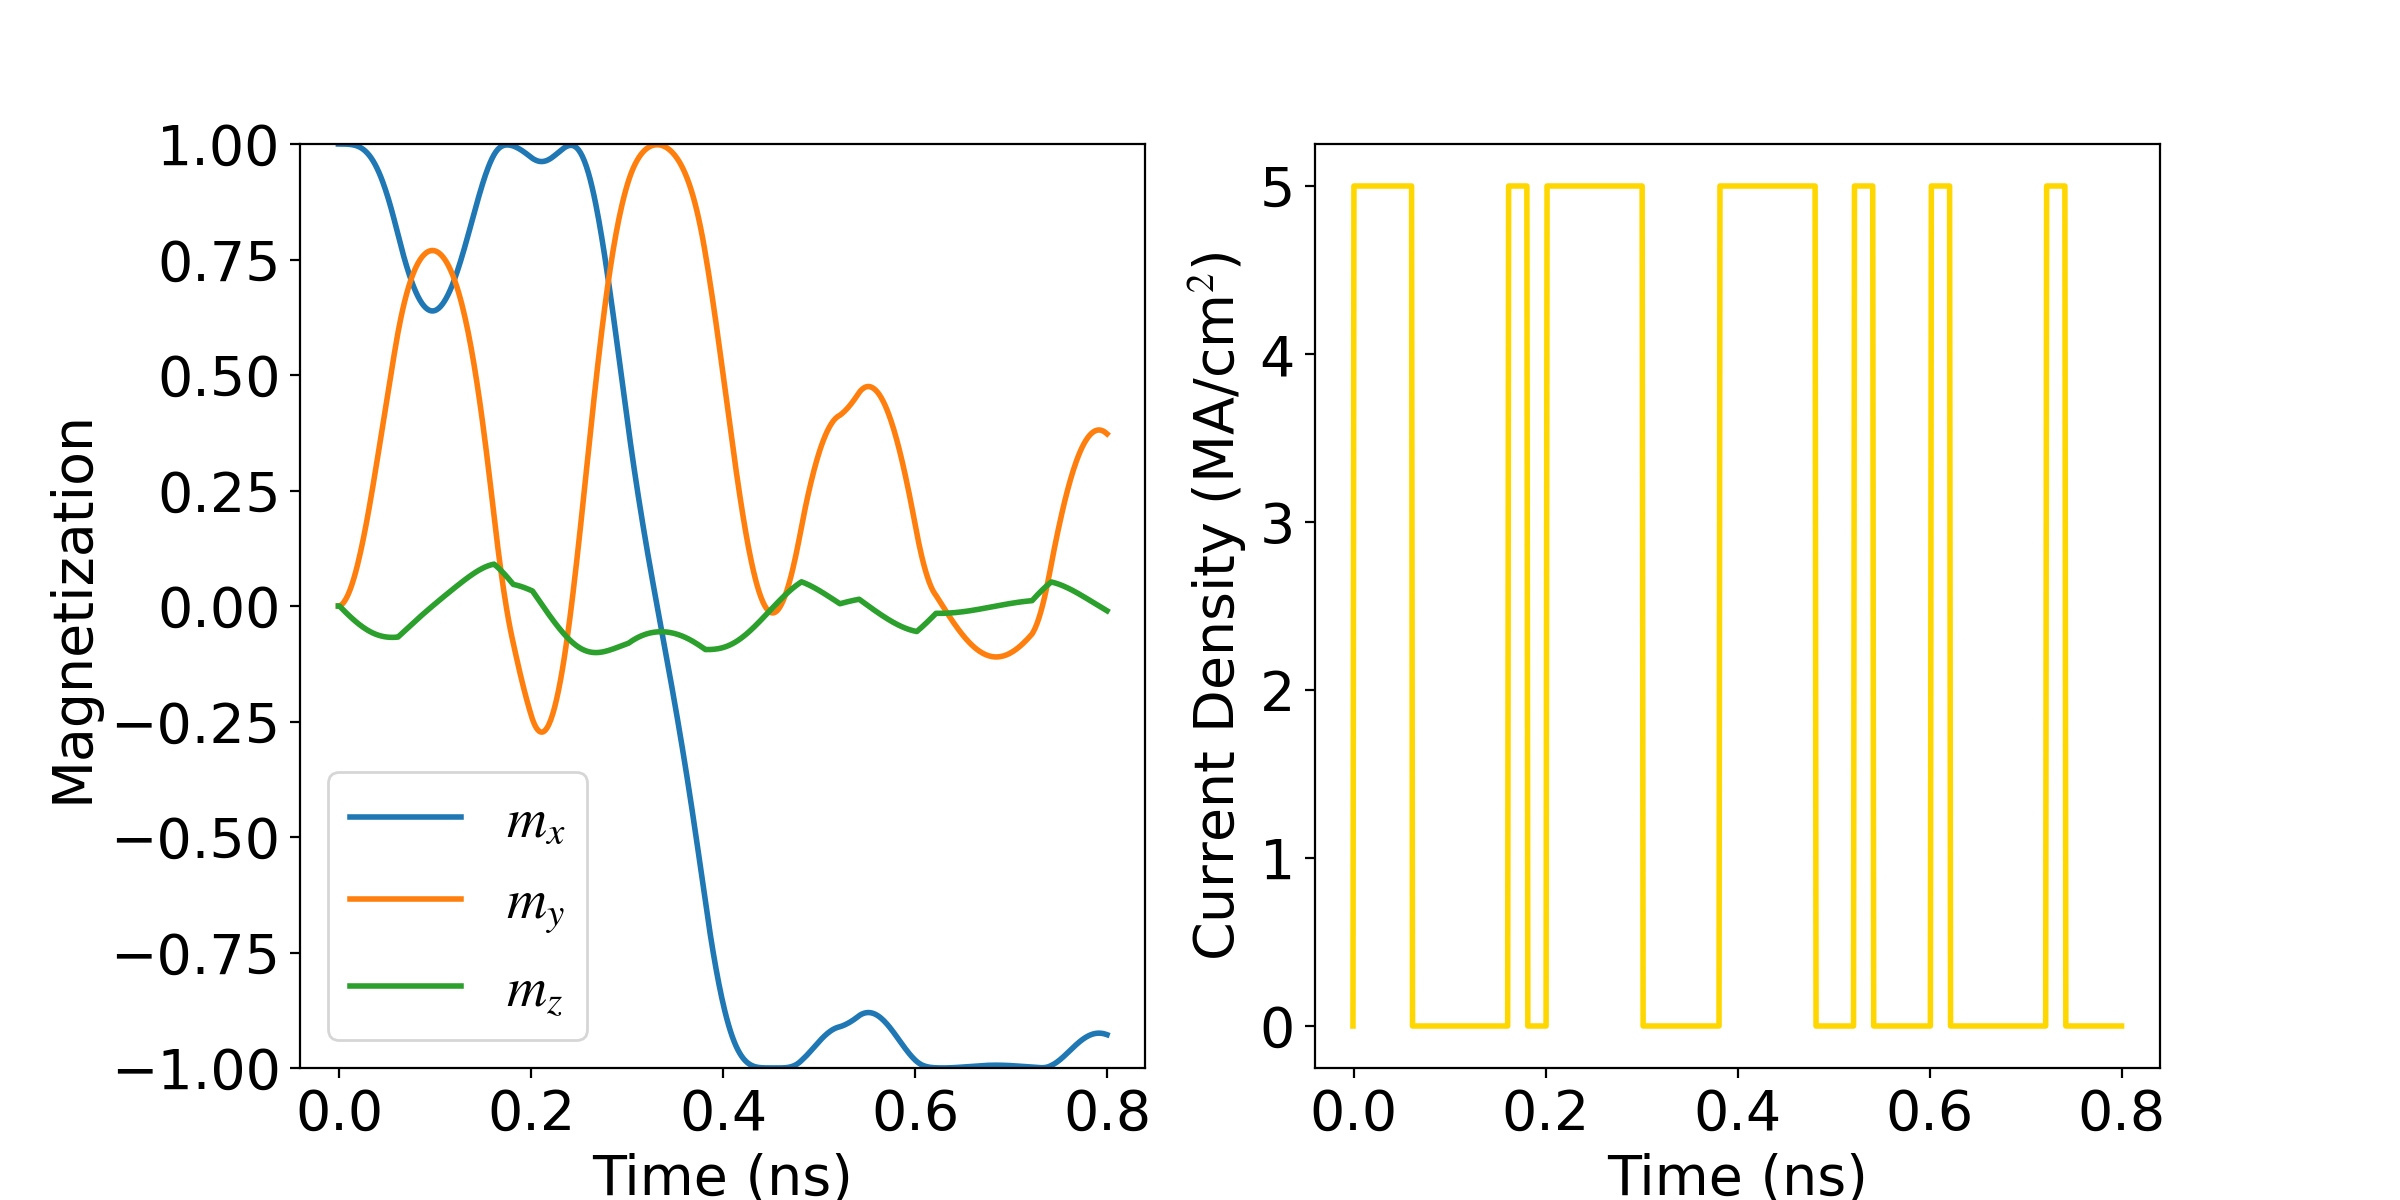 Magnetization
1.00
0.75
0.50
0.25
0.00
−0.25
−0.50
−0.75
−1.00
m_x
m_y
m_z
0.0 0.2 0.4 0.6 0.8
Time (ns)
Current Density (MA/cm²)
5
4
3
2
1
0
0.0 0.2 0.4 0.6 0.8
Time (ns)